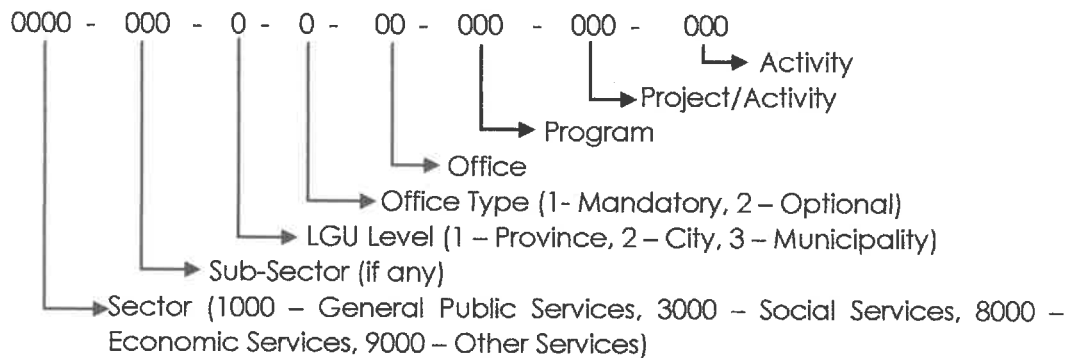 0000 - 000 - 0 - 0 - 00 - 000 - 000 - 000
Activity
Project/Activity
Program
Office
Office Type (1- Mandatory, 2 – Optional)
LGU Level (1 – Province, 2 – City, 3 – Municipality)
Sub-Sector (if any)
Sector (1000 – General Public Services, 3000 – Social Services, 8000 –
Economic Services, 9000 – Other Services)